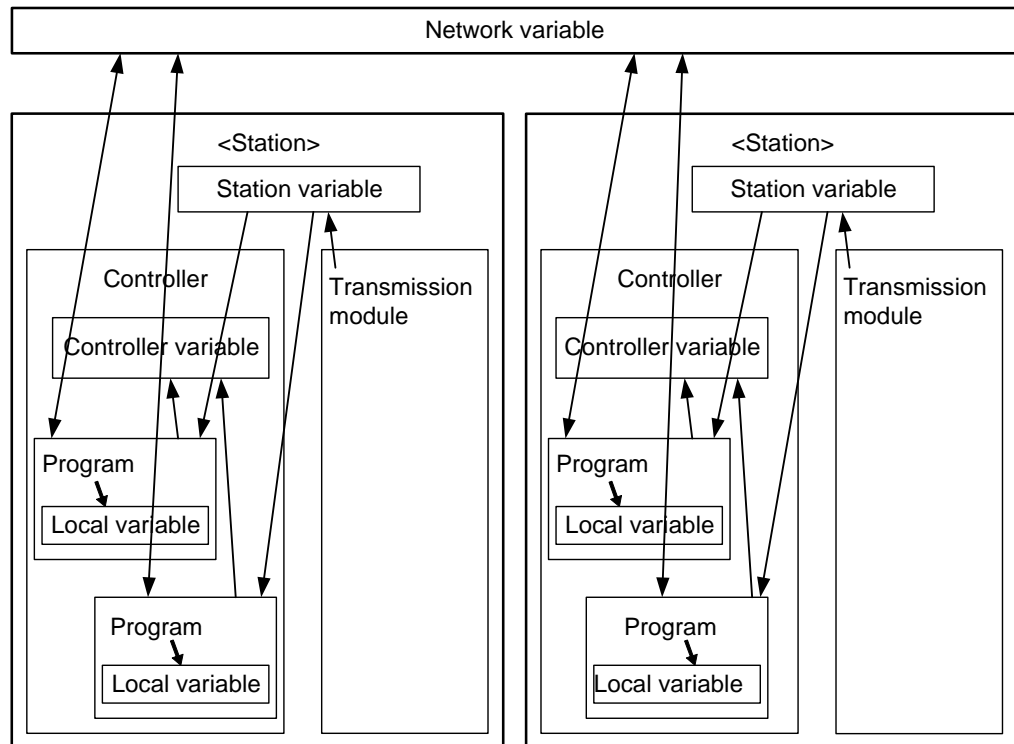 Network variable
<Station>
Station variable
Controller
Transmission
module
Controller variable
Program
Local variable
Program
Local variable
<Station>
Station variable
Controller
Transmission
module
Controller variable
Program
Local variable
Program
Local variable